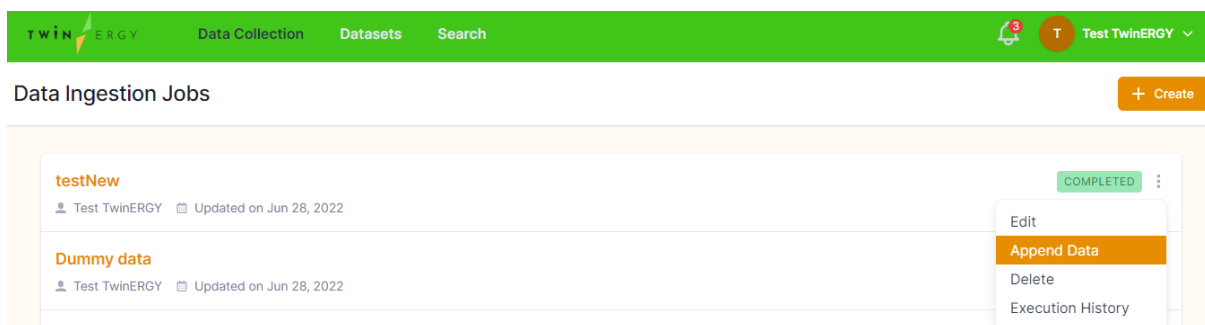 TWINERGY Data Collection Datasets Search 3 T Test TwinERGY
Data Ingestion Jobs + Create
testNew COMPLETED
Test TwinERGY Updated on Jun 28, 2022
Edit
Append Data
Dummy data
Test TwinERGY Updated on Jun 28, 2022
Delete
Execution History